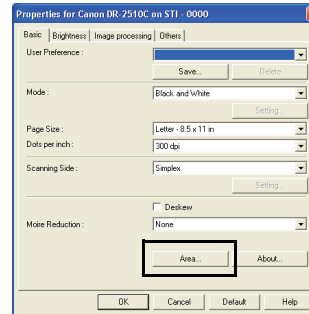 Properties for Canon DR-2510C on STI - 0000
Basic Brightness Image processing Others
User Preference :
Save... Delete
Mode : Black and White
Setting...
Page Size : Letter - 8.5 x 11 in
Dots per inch : 300 dpi
Scanning Side : Simplex
Setting...
Deskew
Moire Reduction : None
Area... About...
OK Cancel Default Help